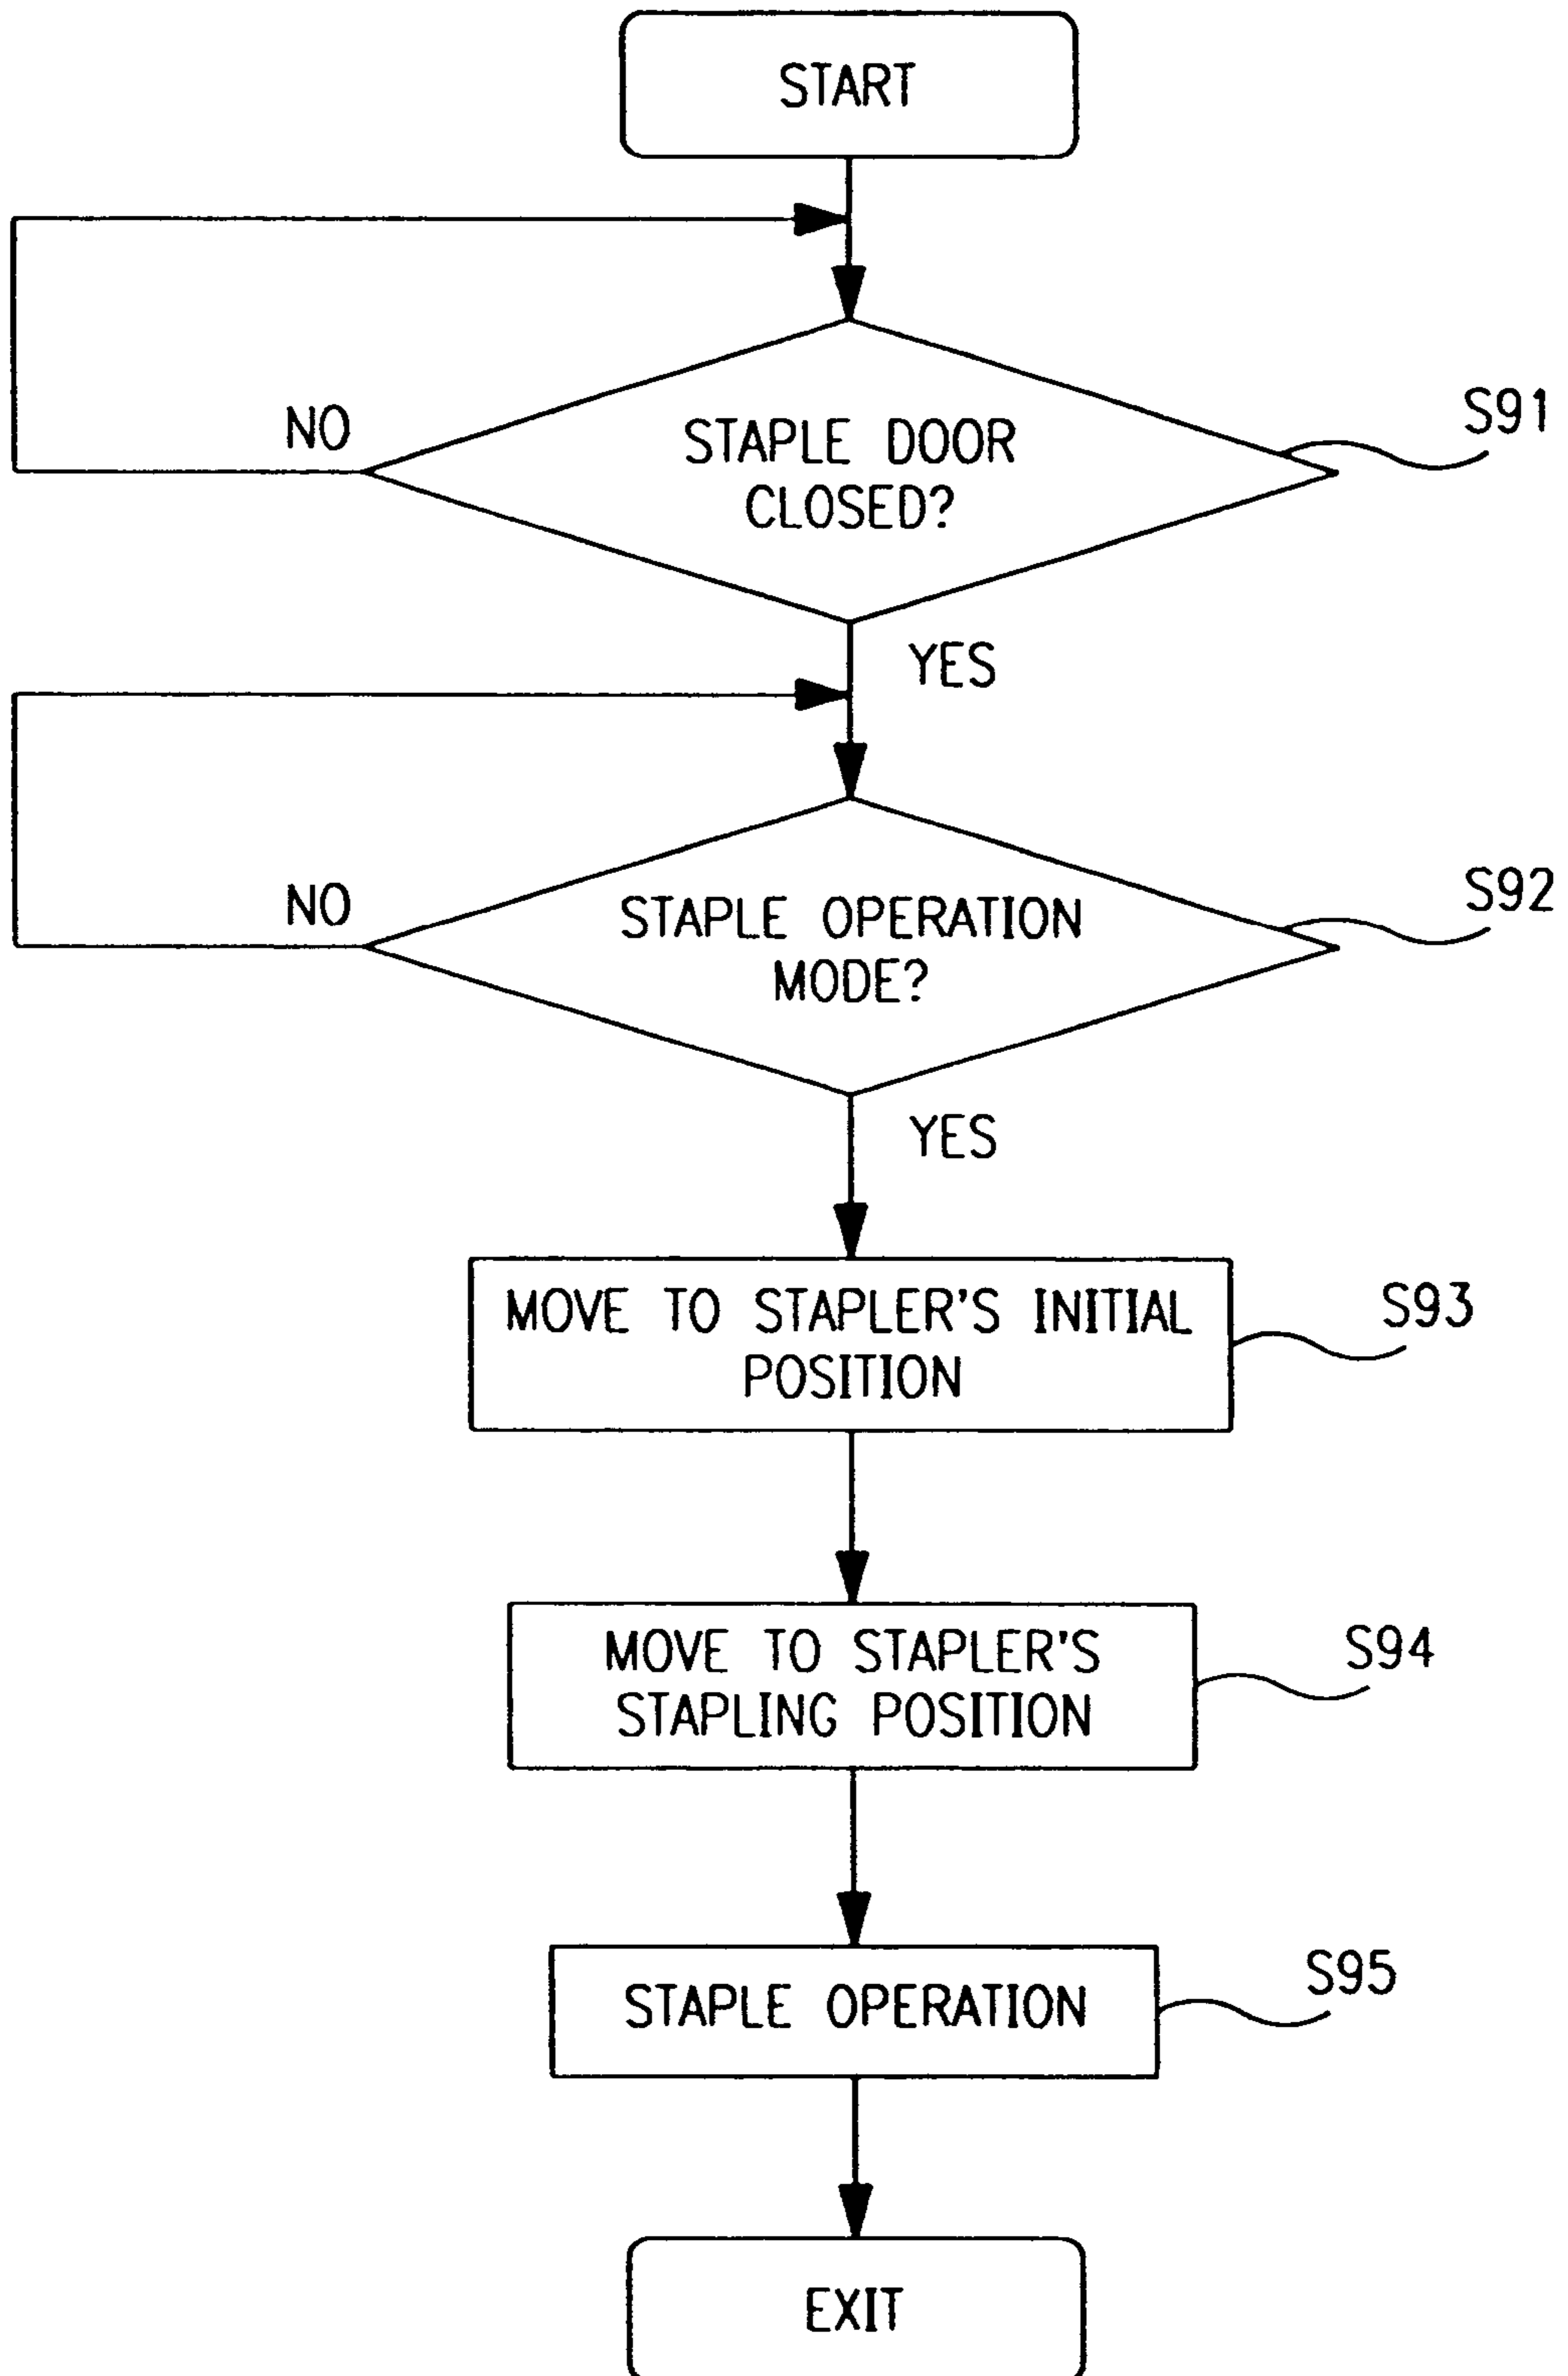 START
NO
STAPLE DOOR
CLOSED?
S91
YES
NO
STAPLE OPERATION
MODE?
S92
YES
MOVE TO STAPLER'S INITIAL
POSITION
S93
MOVE TO STAPLER'S
STAPLING POSITION
S94
STAPLE OPERATION
S95
EXIT